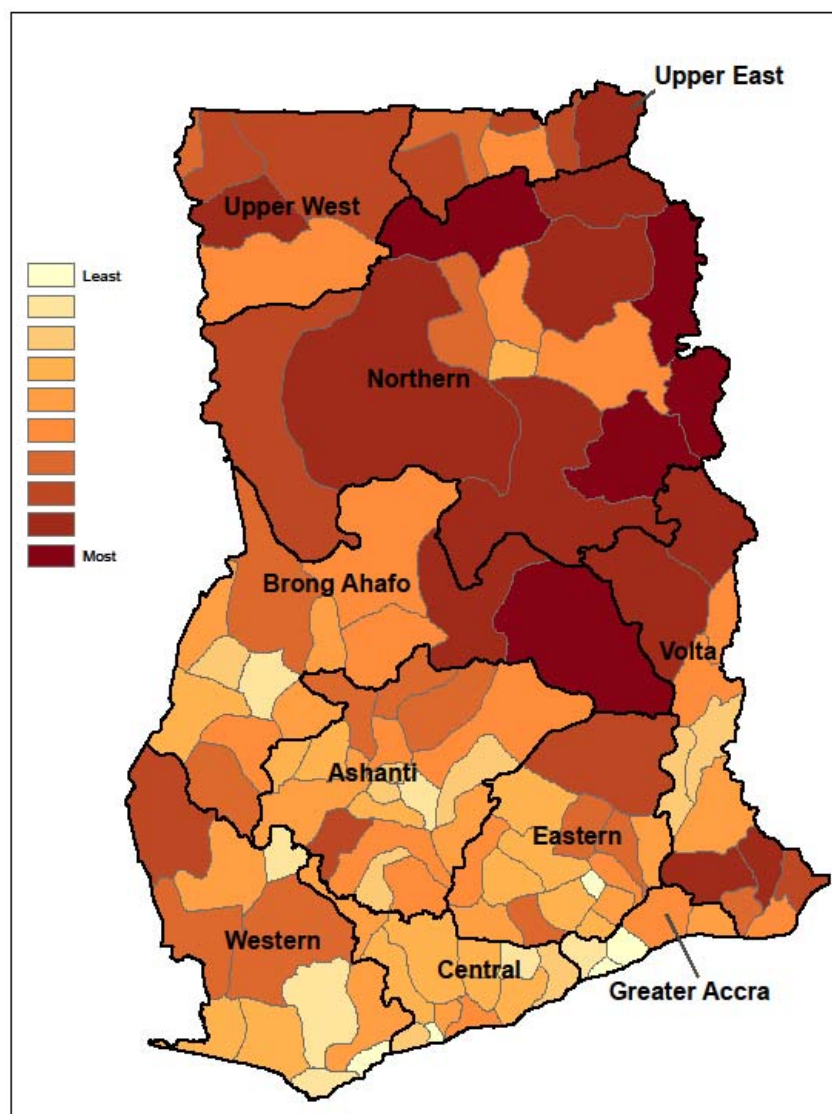 Upper East
Upper West
Least
Northern
Most
Brong Ahafo
Volta
Ashanti
Eastern
Western
Central
Greater Accra